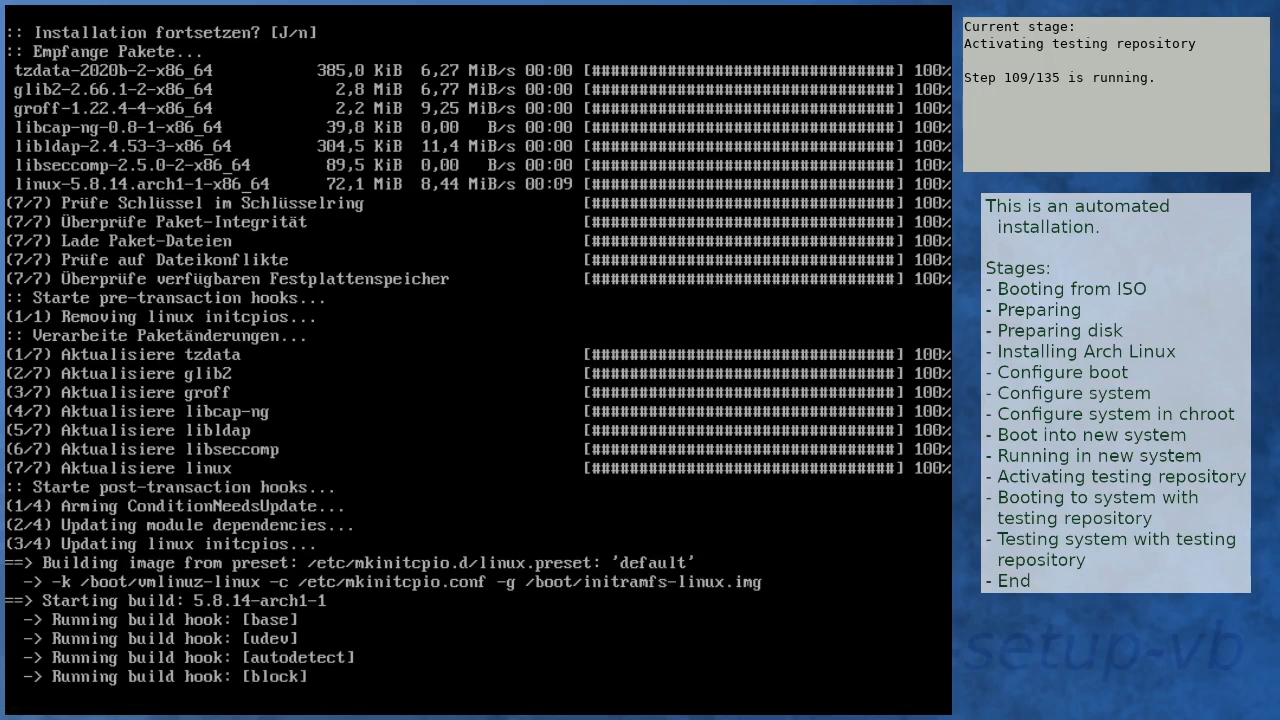 :: Installation fortsetzen? [J/n]
:: Empfange Pakete...
tzdata-2020b-2-x86_64 385,0 KiB 6,27 MiB/s 00:00 [################################] 100%
glib2-2.66.1-2-x86_64 2,8 MiB 6,77 MiB/s 00:00 [################################] 100%
groff-1.22.4-4-x86_64 2,2 MiB 9,25 MiB/s 00:00 [################################] 100%
libcap-ng-0.8-1-x86_64 39,8 KiB 0,00 B/s 00:00 [################################] 100%
libldap-2.4.53-3-x86_64 304,5 KiB 11,4 MiB/s 00:00 [################################] 100%
libseccomp-2.5.0-2-x86_64 89,5 KiB 0,00 B/s 00:00 [################################] 100%
linux-5.8.14.arch1-1-x86_64 72,1 MiB 8,44 MiB/s 00:09 [################################] 100%
(7/7) Prüfe Schlüssel im Schlüsselring [################################] 100%
(7/7) Überprüfe Paket-Integrität [################################] 100%
(7/7) Lade Paket-Dateien [################################] 100%
(7/7) Prüfe auf Dateikonflikte [################################] 100%
(7/7) Überprüfe verfügbaren Festplattenspeicher [################################] 100%
:: Starte pre-transaction hooks...
(1/1) Removing linux initcpios...
:: Verarbeite Paketänderungen...
(1/7) Aktualisiere tzdata [################################] 100%
(2/7) Aktualisiere glib2 [################################] 100%
(3/7) Aktualisiere groff [################################] 100%
(4/7) Aktualisiere libcap-ng [################################] 100%
(5/7) Aktualisiere libldap [################################] 100%
(6/7) Aktualisiere libseccomp [################################] 100%
(7/7) Aktualisiere linux [################################] 100%
:: Starte post-transaction hooks...
(1/4) Arming ConditionNeedsUpdate...
(2/4) Updating module dependencies...
(3/4) Updating linux initcpios...
==> Building image from preset: /etc/mkinitcpio.d/linux.preset: 'default'
-> -k /boot/vmlinuz-linux -c /etc/mkinitcpio.conf -g /boot/initramfs-linux.img
==> Starting build: 5.8.14-arch1-1
-> Running build hook: [base]
-> Running build hook: [udev]
-> Running build hook: [autodetect]
-> Running build hook: [block]
Current stage:
Activating testing repository
Step 109/135 is running.
This is an automated
installation.
Stages:
- Booting from ISO
- Preparing
- Preparing disk
- Installing Arch Linux
- Configure boot
- Configure system
- Configure system in chroot
- Boot into new system
- Running in new system
- Activating testing repository
- Booting to system with
testing repository
- Testing system with testing
repository
- End
setup-vb